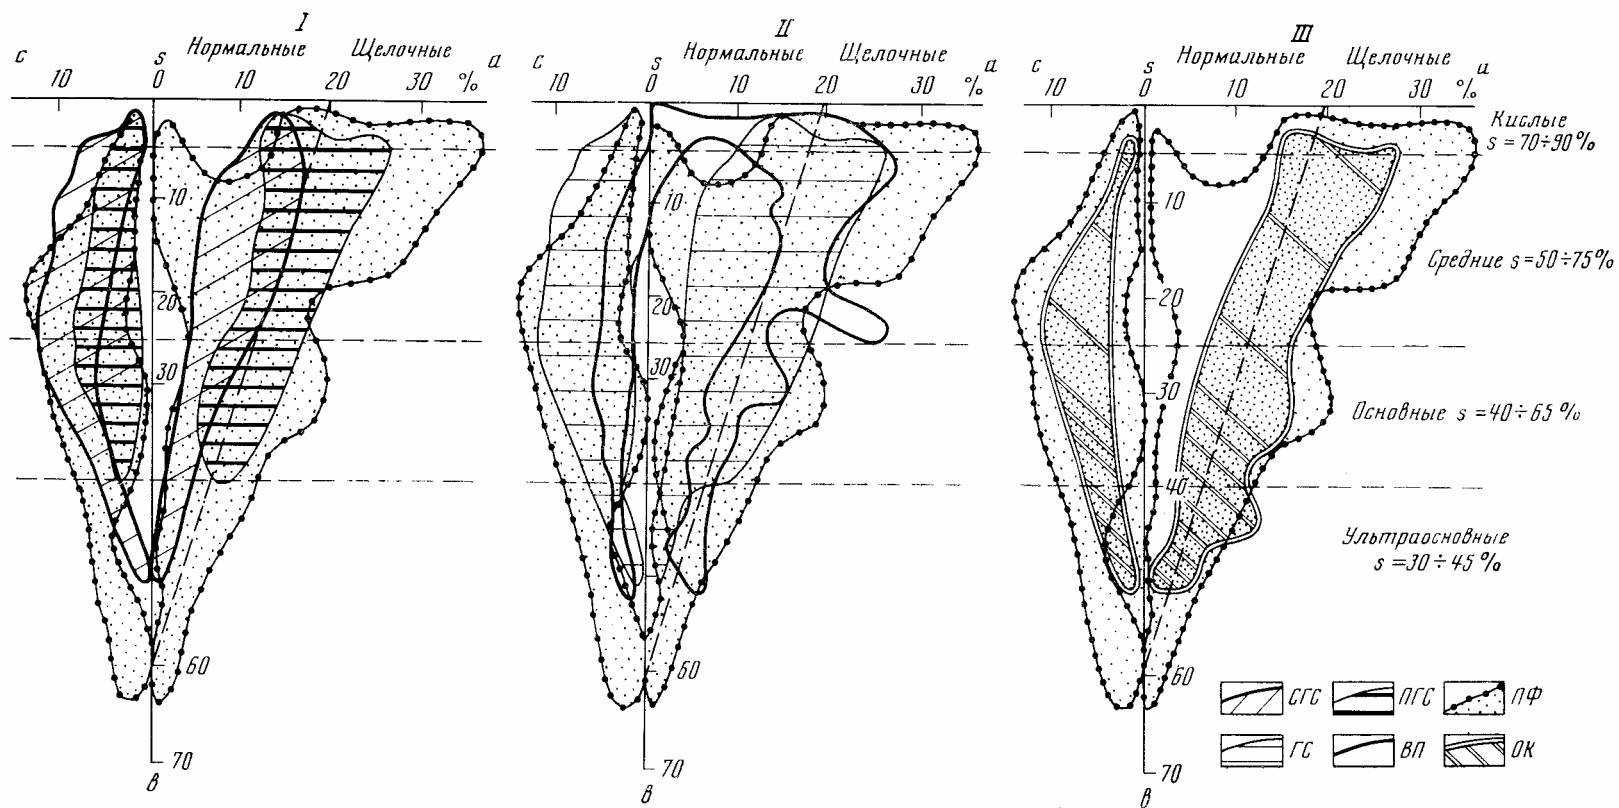 I
Нормальные Щелочные
c s a
10 0 10 20 30 %
10
20
30
60
70
в
II
Нормальные Щелочные
c s a
10 0 10 20 30 %
10
20
30
60
70
в
III
Нормальные Щелочные
c s a
10 0 10 20 30 %
10
20
30
40
60
70
в
Кислые
s = 70÷90%
Средние s = 50÷75%
Основные s = 40÷65%
Ультраосновные
s = 30÷45%
СГС ПГС ПФ
ГС ВП ОК